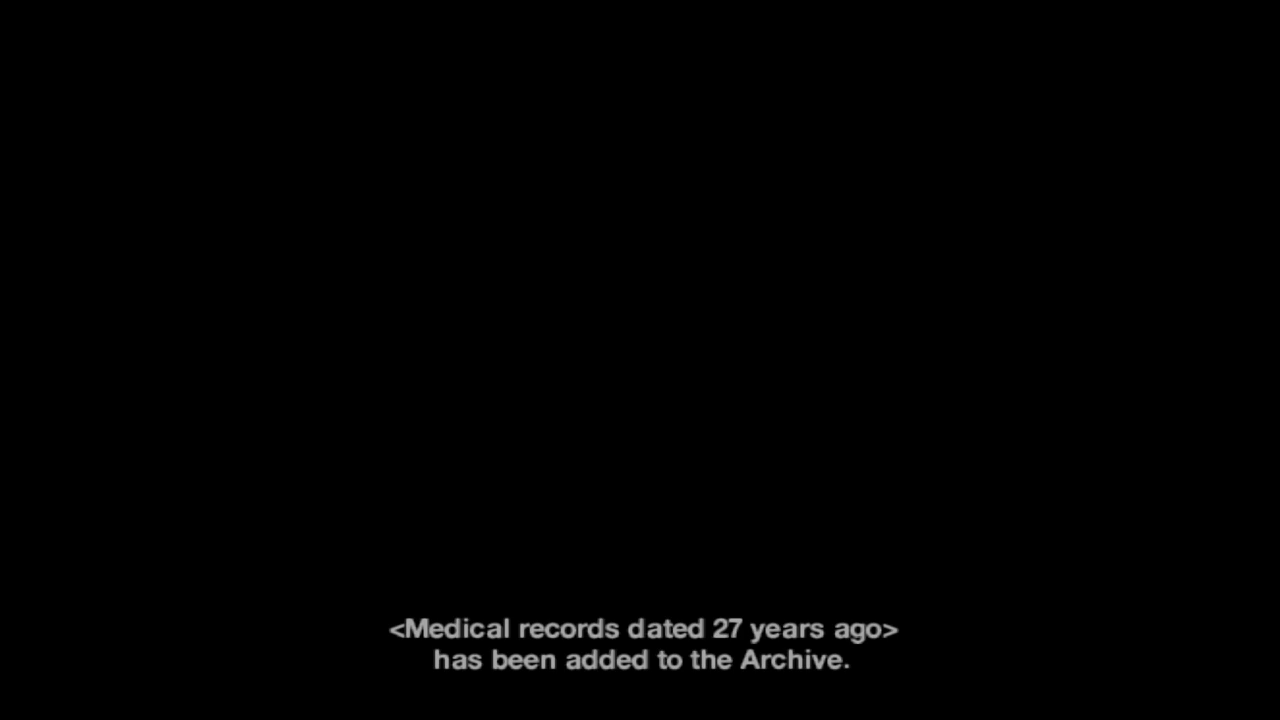 <Medical records dated 27 years ago>
has been added to the Archive.